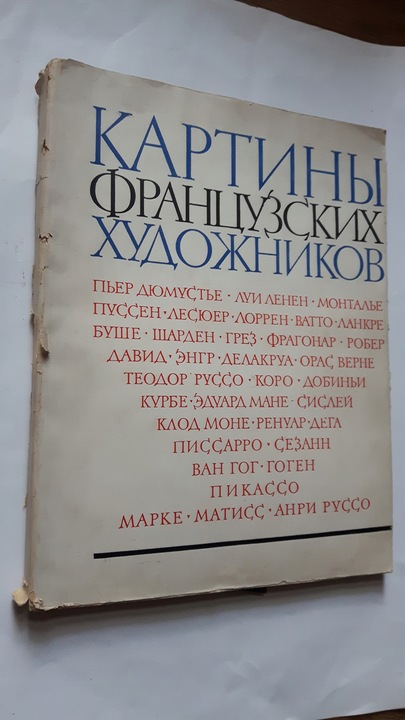 КАРТИНЫ
ФРАНЦУЗСКИХ
ХУДОЖНИКОВ
ПЬЕР ДЮМУСТЬЕ · ЛУИ ЛЕНЕН · МОНТАЛЬЕ
ПУССЕН · ЛЕСЮЕР · ЛОРРЕН · ВАТТО · ЛАНКРЕ
БУШЕ · ШАРДЕН · ГРЕЗ · ФРАГОНАР · РОБЕР
ДАВИД · ЭНГР · ДЕЛАКРУА · ОРАС ВЕРНЕ
ТЕОДОР РУССО · КОРО · ДОБИНЬИ
КУРБЕ · ЭДУАРД МАНЕ · СИСЛЕЙ
КЛОД МОНЕ · РЕНУАР · ДЕГА
ПИССАРРО · СЕЗАНН
ВАН ГОГ · ГОГЕН
ПИКАССО
МАРКЕ · МАТИСС · АНРИ РУССО